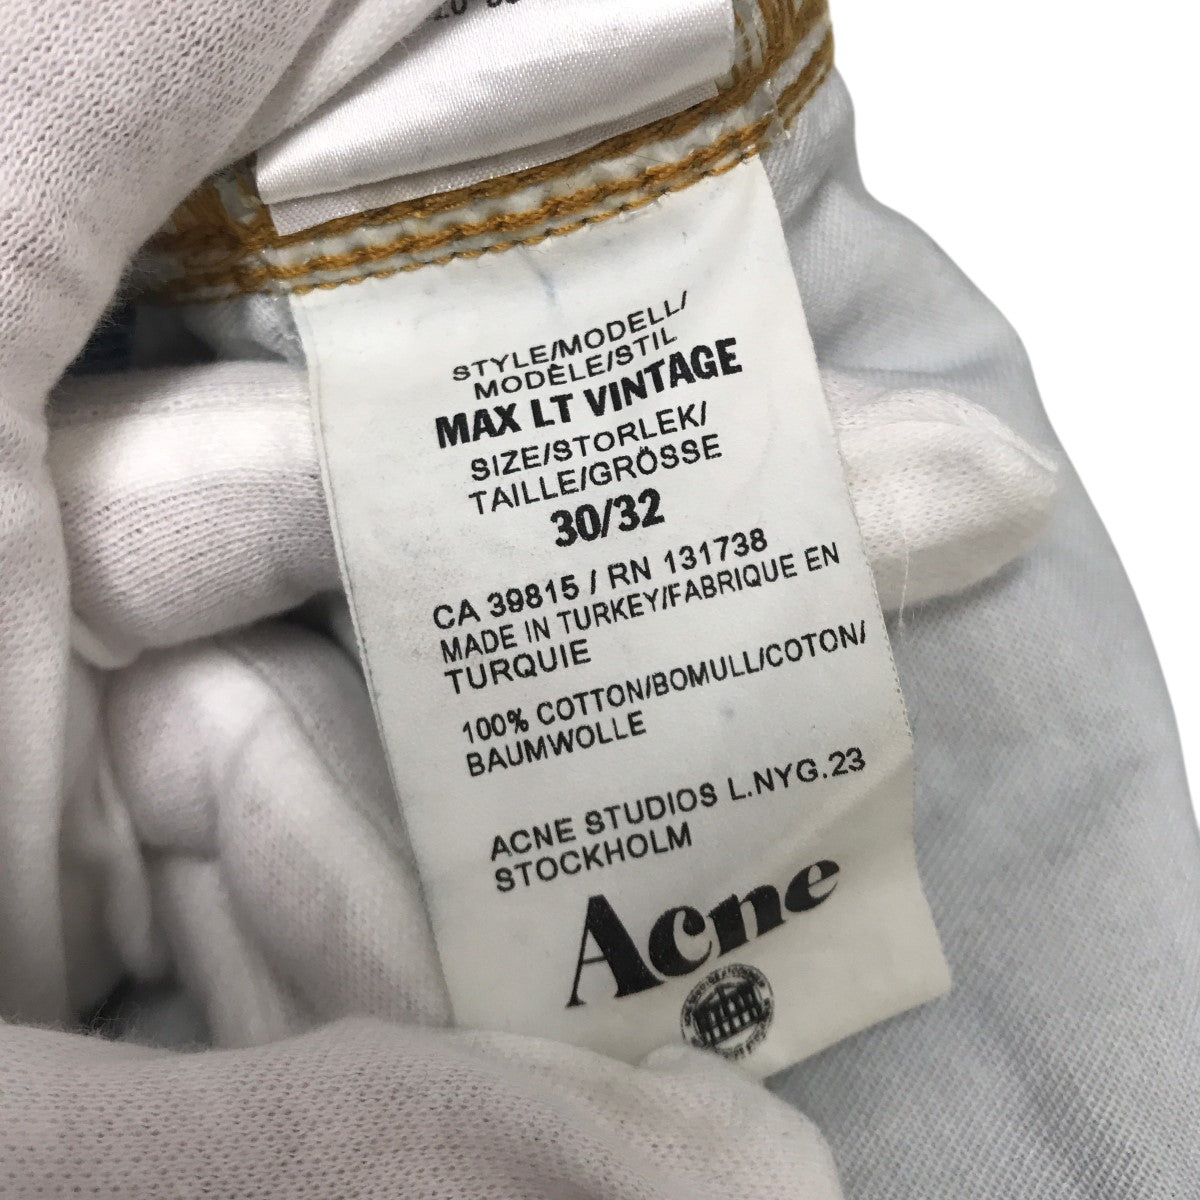 STYLE/MODELL/
MODÈLE/STIL
MAX LT VINTAGE
SIZE/STORLEK/
TAILLE/GRÖSSE
30/32
CA 39815 / RN 131738
MADE IN TURKEY/FABRIQUE EN
TURQUIE
100% COTTON/BOMULL/COTON/
BAUMWOLLE
ACNE STUDIOS L.NYG.23
STOCKHOLM
Acne